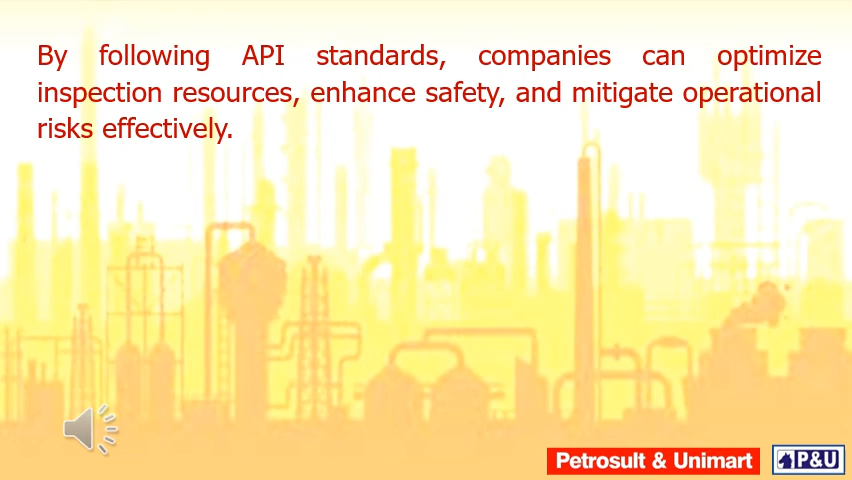 By following API standards, companies can optimize
inspection resources, enhance safety, and mitigate operational
risks effectively.
Petrosult & Unimart
P&U